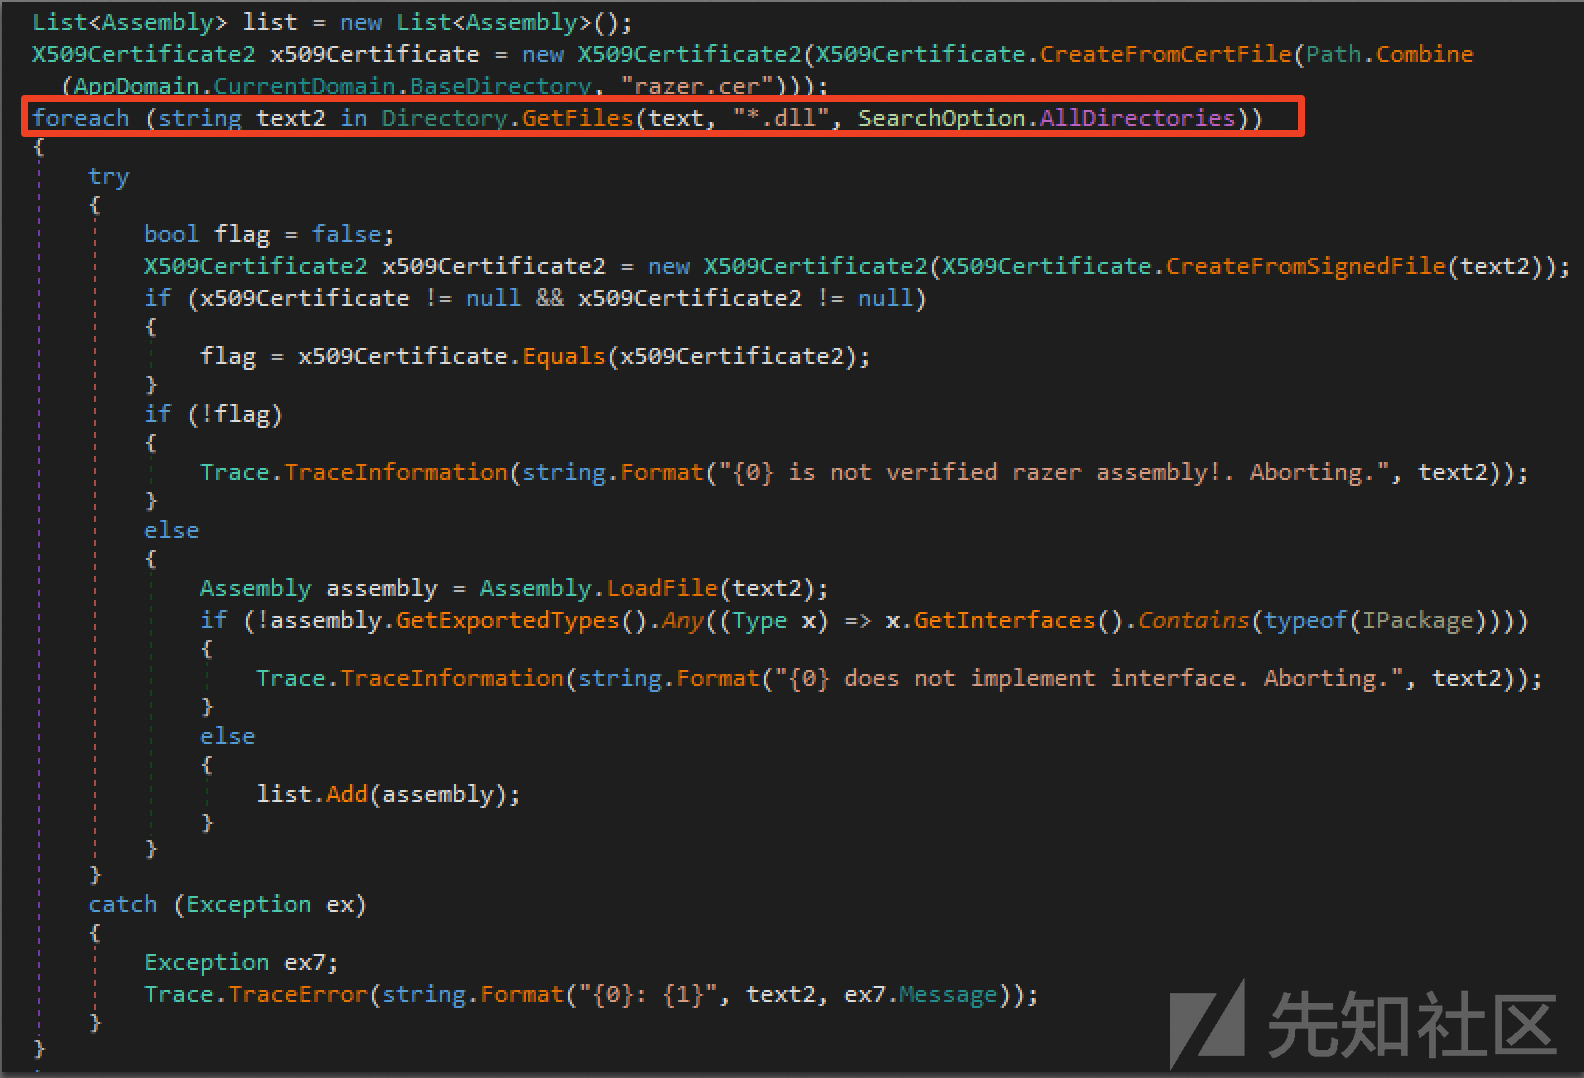 List<Assembly> list = new List<Assembly>();
X509Certificate2 x509Certificate = new X509Certificate2(X509Certificate.CreateFromCertFile(Path.Combine
(AppDomain.CurrentDomain.BaseDirectory, "razer.cer")));
foreach (string text2 in Directory.GetFiles(text, "*.dll", SearchOption.AllDirectories))
{
try
{
bool flag = false;
X509Certificate2 x509Certificate2 = new X509Certificate2(X509Certificate.CreateFromSignedFile(text2));
if (x509Certificate != null && x509Certificate2 != null)
{
flag = x509Certificate.Equals(x509Certificate2);
}
if (!flag)
{
Trace.TraceInformation(string.Format("{0} is not verified razer assembly!. Aborting.", text2));
}
else
{
Assembly assembly = Assembly.LoadFile(text2);
if (!assembly.GetExportedTypes().Any((Type x) => x.GetInterfaces().Contains(typeof(IPackage))))
{
Trace.TraceInformation(string.Format("{0} does not implement interface. Aborting.", text2));
}
else
{
list.Add(assembly);
}
}
}
catch (Exception ex)
{
Exception ex7;
Trace.TraceError(string.Format("{0}: {1}", text2, ex7.Message));
}
}
先知社区